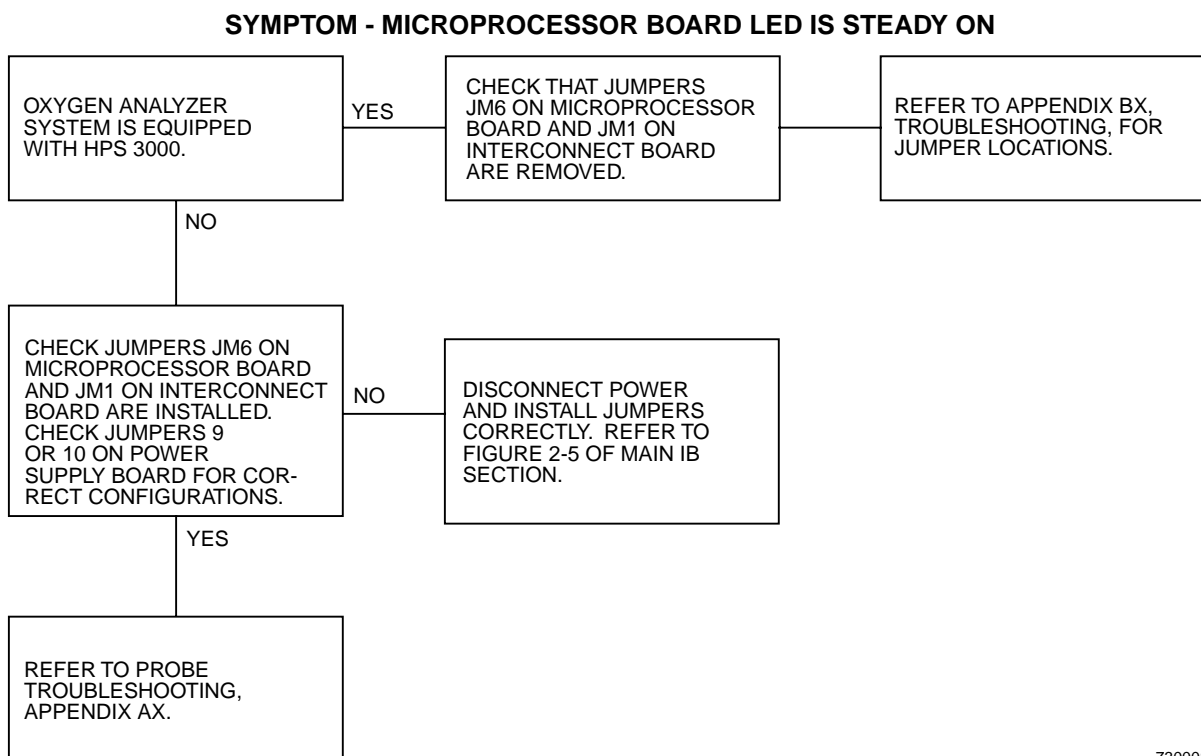 SYMPTOM - MICROPROCESSOR BOARD LED IS STEADY ON
OXYGEN ANALYZER
SYSTEM IS EQUIPPED
WITH HPS 3000.
YES
CHECK THAT JUMPERS
JM6 ON MICROPROCESSOR
BOARD AND JM1 ON
INTERCONNECT BOARD
ARE REMOVED.
REFER TO APPENDIX BX,
TROUBLESHOOTING, FOR
JUMPER LOCATIONS.
NO
CHECK JUMPERS JM6 ON
MICROPROCESSOR BOARD
AND JM1 ON INTERCONNECT
BOARD ARE INSTALLED.
CHECK JUMPERS 9
OR 10 ON POWER
SUPPLY BOARD FOR COR-
RECT CONFIGURATIONS.
NO
DISCONNECT POWER
AND INSTALL JUMPERS
CORRECTLY. REFER TO
FIGURE 2-5 OF MAIN IB
SECTION.
YES
REFER TO PROBE
TROUBLESHOOTING,
APPENDIX AX.